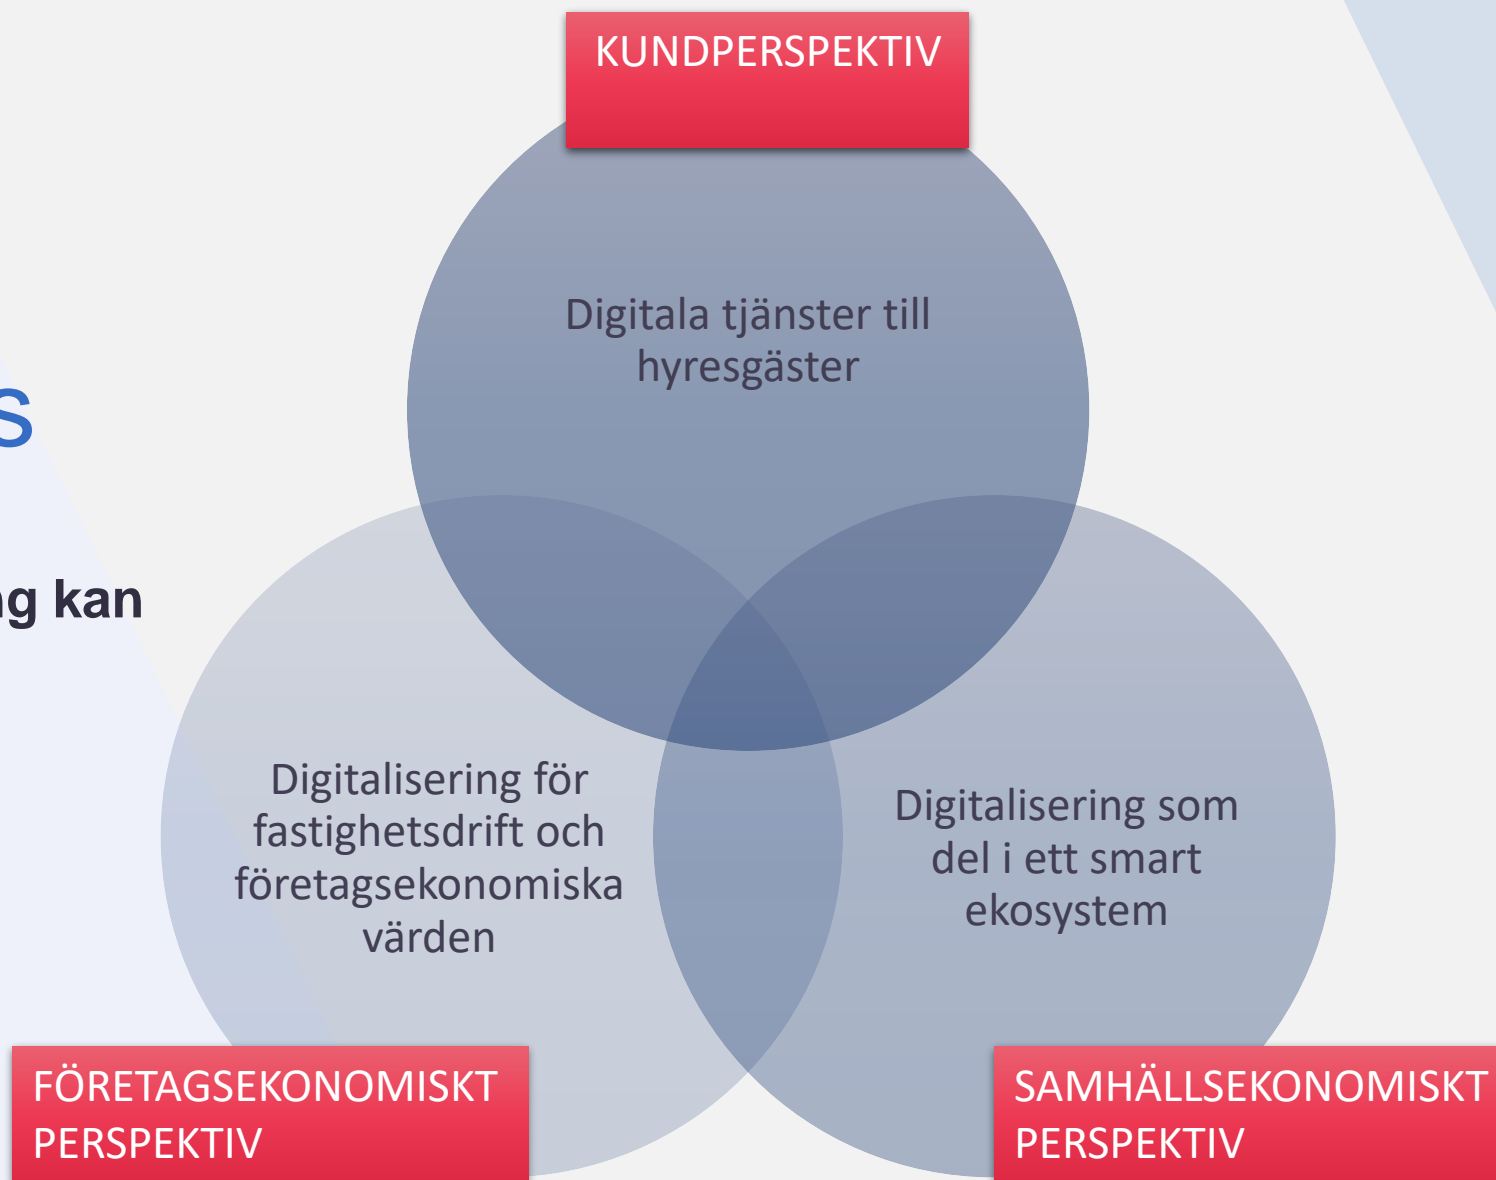 KUNDPERSPEKTIV
Digitala tjänster till
hyresgäster
kan
Digitalisering för
fastighetsdrift och
företagsekonomiska
värden
Digitalisering som
del i ett smart
ekosystem
FÖRETAGSEKONOMISKT
PERSPEKTIV
SAMHÄLLSEKONOMISKT
PERSPEKTIV